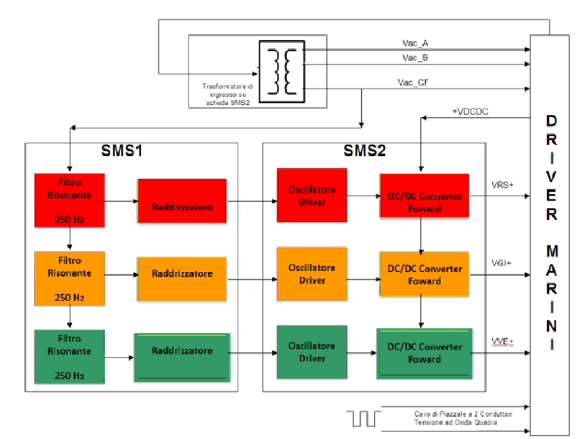 Vac_A
Vac_B
Vac_CF
Trasformatore di
ingresso su
scheda SMS2
+VDCDC
DRIVER MARINI
SMS1
SMS2
Filtro
Risonante
250 Hz
Raddrizzatore
Oscillatore
Driver
DC/DC Converter
Foward
VRS+
Filtro
Risonante
250 Hz
Raddrizzatore
Oscillatore
Driver
DC/DC Converter
Foward
VGI+
Filtro
Risonante
250 Hz
Raddrizzatore
Oscillatore
Driver
DC/DC Converter
Foward
VVE+
Cavo di Piazzale a 2 Conduttori
Tensione ad Onda Quadra